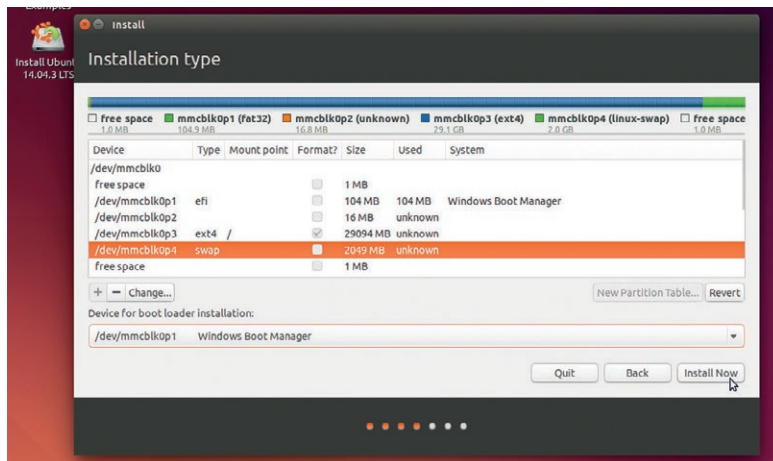 Examples
Install
Install Ubun
14.04.3 LTS
Installation type
free space mmcblk0p1 (fat32) mmcblk0p2 (unknown) mmcblk0p3 (ext4) mmcblk0p4 (linux-swap) free space
1.0 MB 104.9 MB 16.8 MB 29.1 GB 2.0 GB 1.0 MB
Device Type Mount point Format? Size Used System
/dev/mmcblk0
free space 1 MB
/dev/mmcblk0p1 efi 104 MB 104 MB Windows Boot Manager
/dev/mmcblk0p2 16 MB unknown
/dev/mmcblk0p3 ext4 / 29094 MB unknown
/dev/mmcblk0p4 swap 2049 MB unknown
free space 1 MB
+ − Change... New Partition Table... Revert
Device for boot loader installation:
/dev/mmcblk0p1 Windows Boot Manager
Quit Back Install Now